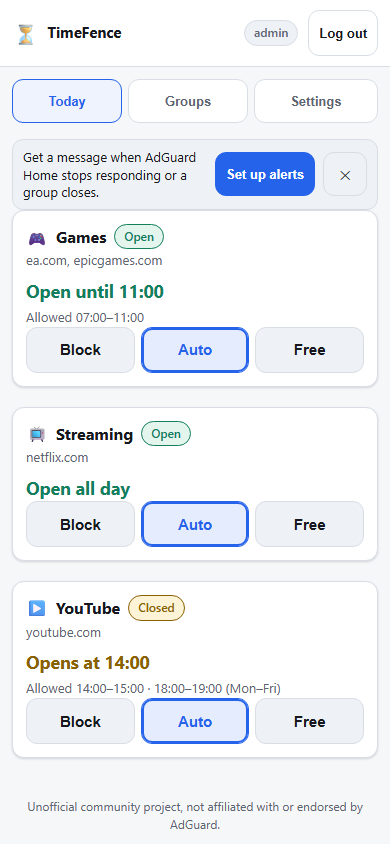 TimeFence
admin
Log out
Today
Groups
Settings
Get a message when AdGuard
Home stops responding or a
group closes.
Set up alerts
×
Games
Open
ea.com, epicgames.com
Open until 11:00
Allowed 07:00–11:00
Block
Auto
Free
Streaming
Open
netflix.com
Open all day
Block
Auto
Free
YouTube
Closed
youtube.com
Opens at 14:00
Allowed 14:00–15:00 · 18:00–19:00 (Mon–Fri)
Block
Auto
Free
Unofficial community project, not affiliated with or endorsed by
AdGuard.